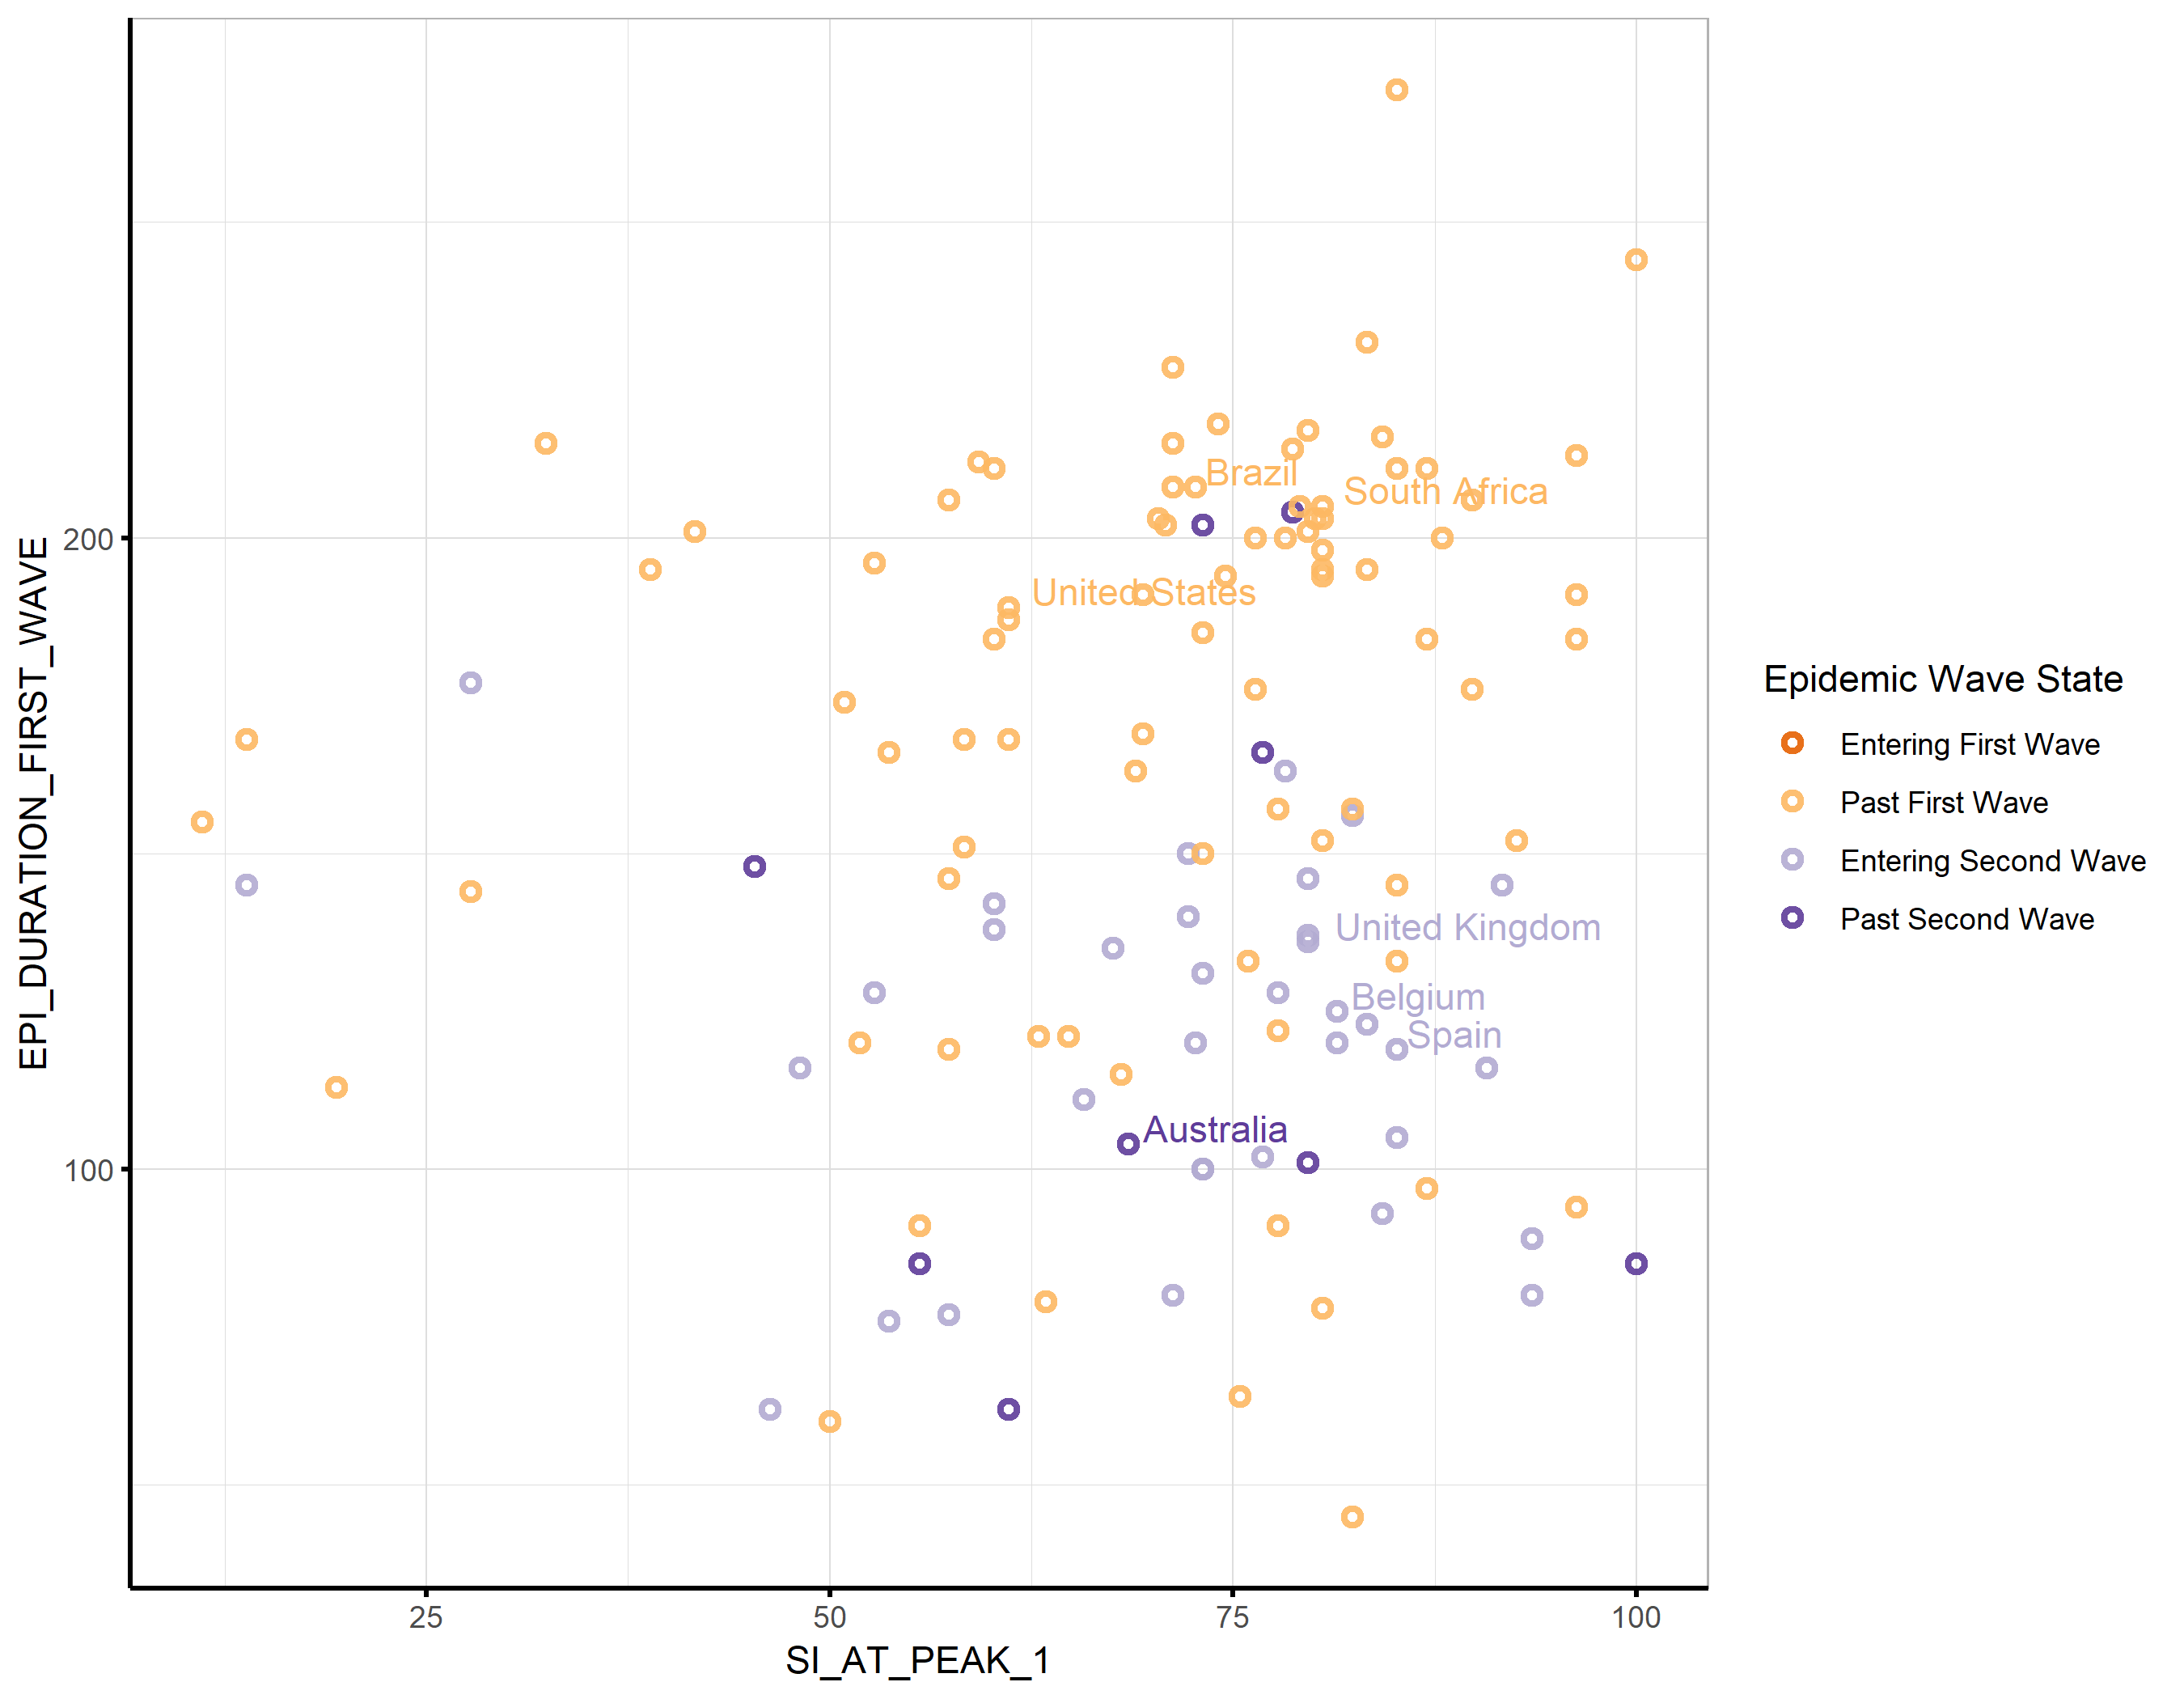 EPI_DURATION_FIRST_WAVE
200
100
Brazil
South Africa
United States
United Kingdom
Belgium
Spain
Australia
25
50
75
100
SI_AT_PEAK_1
Epidemic Wave State
Entering First Wave
Past First Wave
Entering Second Wave
Past Second Wave